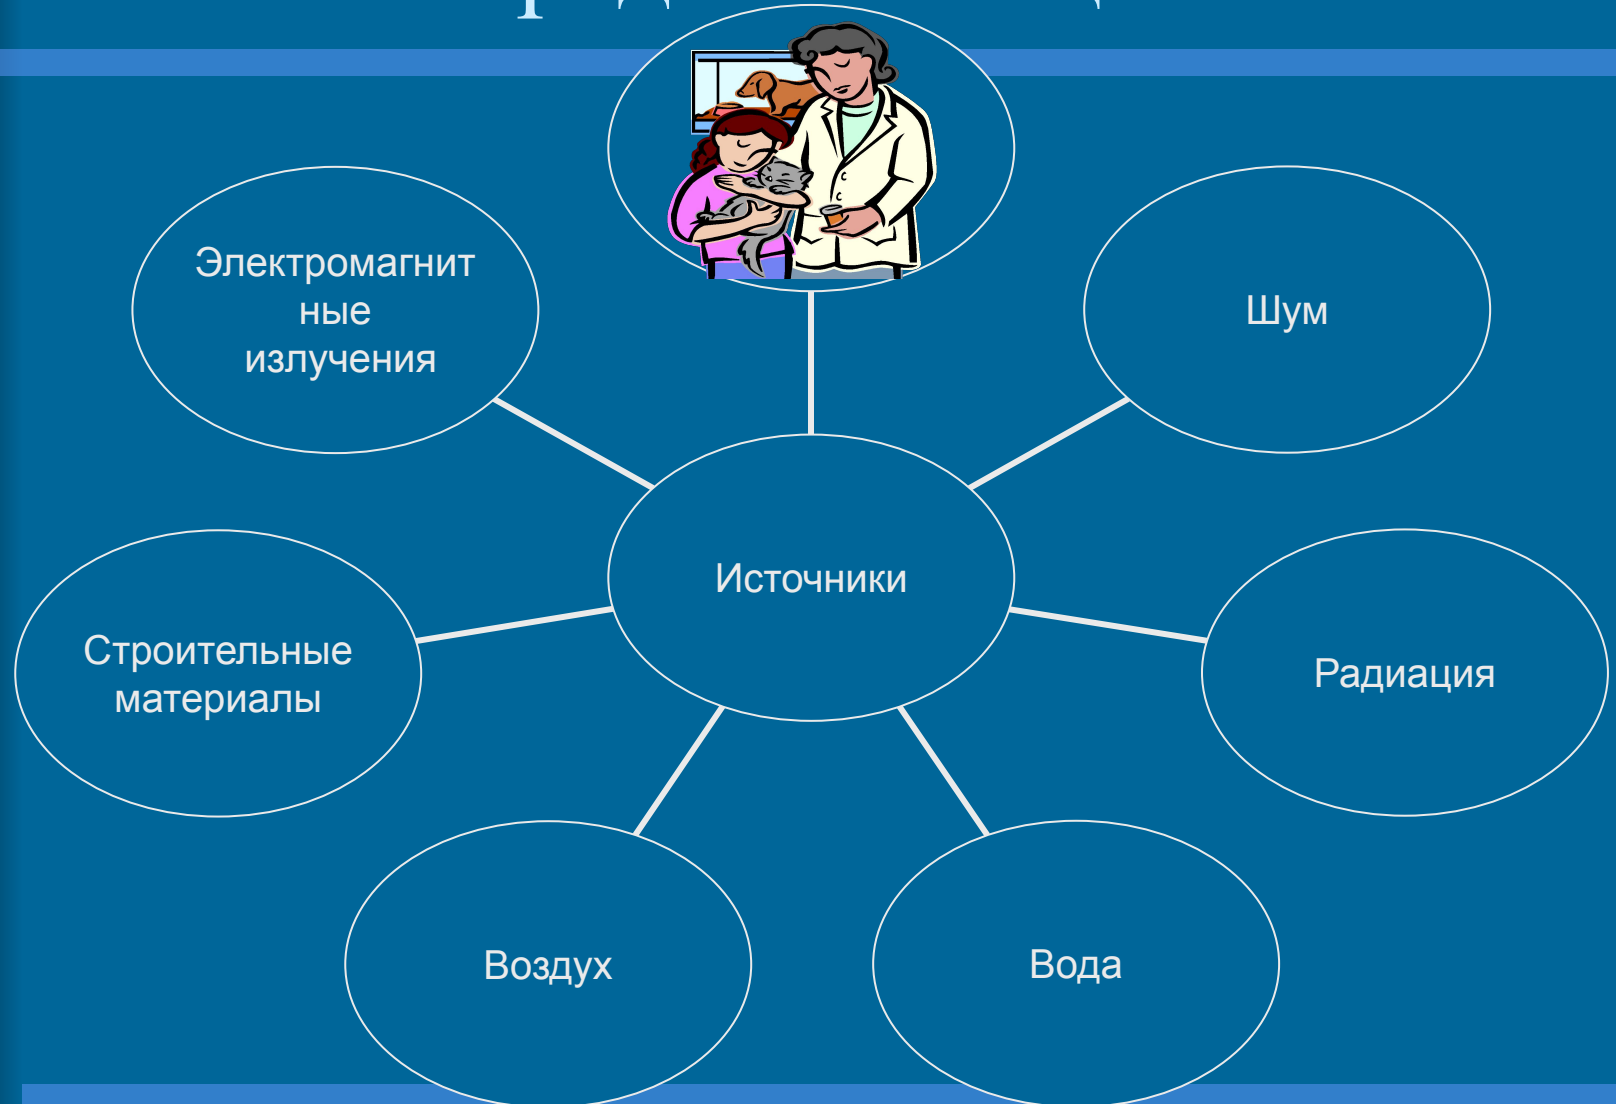 Электромагнит
ные
излучения
Шум
Источники
Строительные
материалы
Радиация
Воздух
Вода